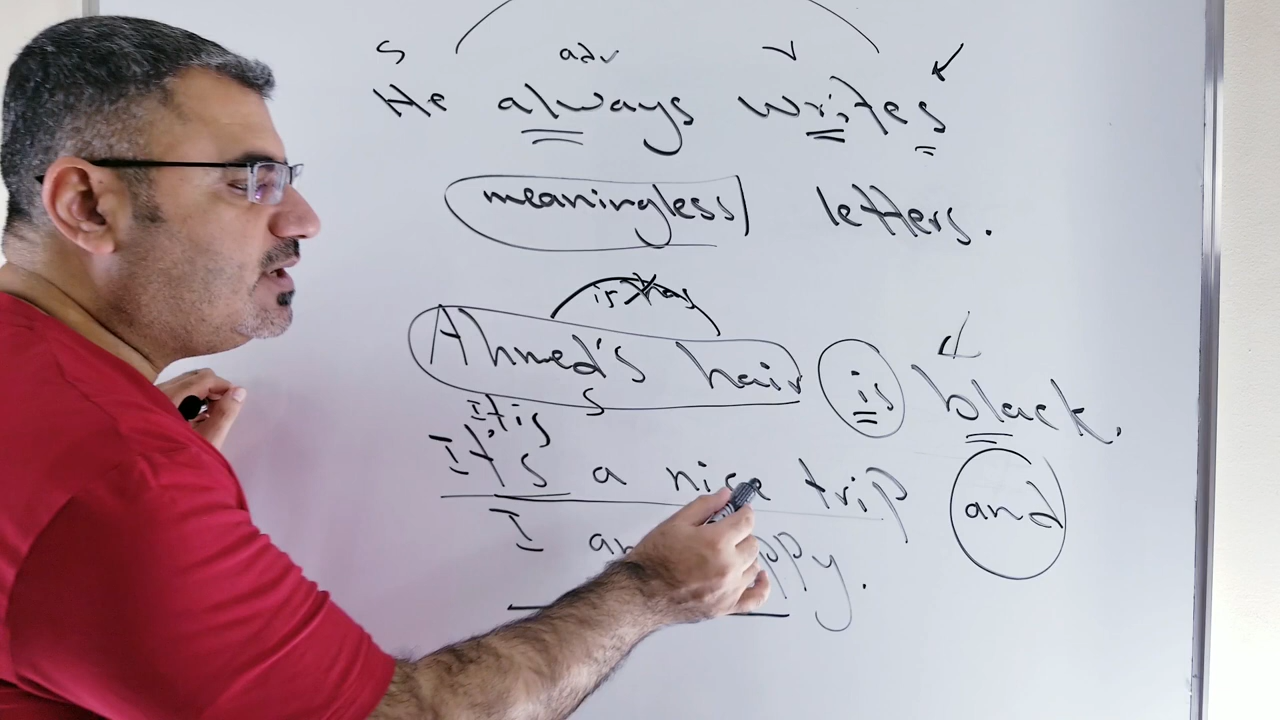 S adv v
He always writes
meaningless letters.
is has
Ahmed's hair is black.
S
It is
It's a nice trip and
I am happy.